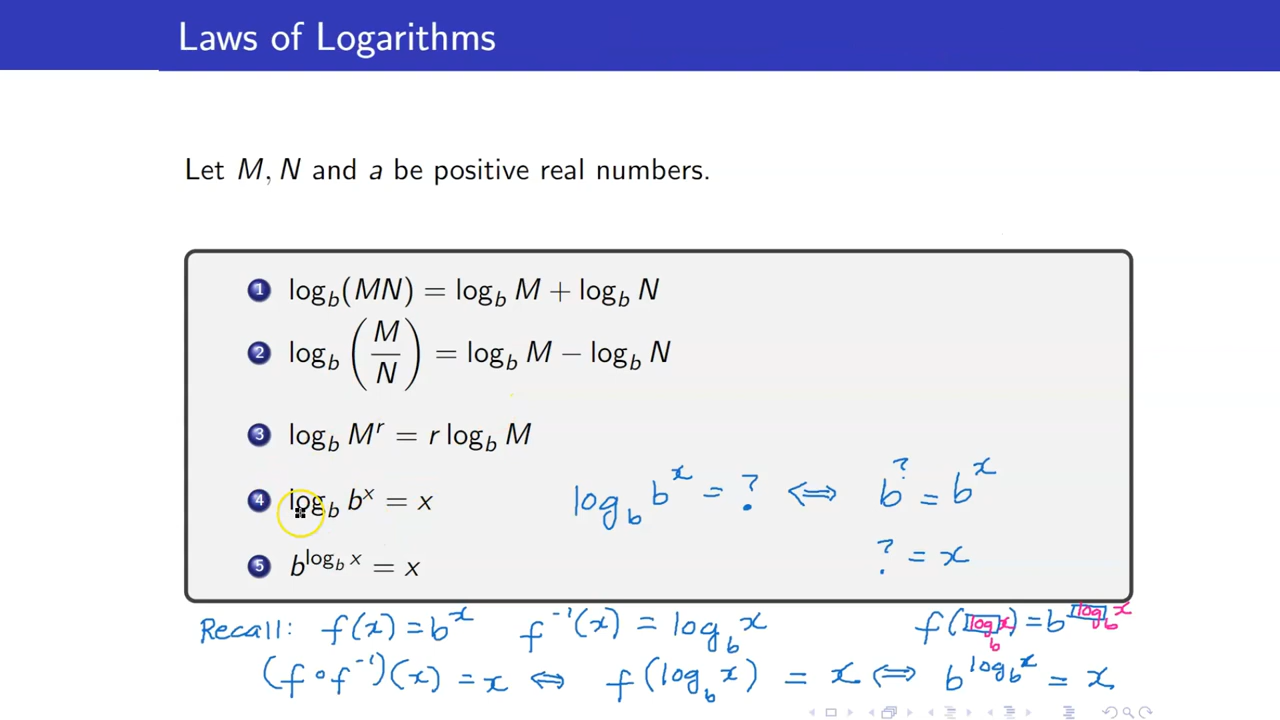 Laws of Logarithms
Let M, N and a be positive real numbers.
1 log_b(MN) = log_b M + log_b N
2 log_b (M/N) = log_b M − log_b N
3 log_b M^r = r log_b M
4 log_b b^x = x
log_b b^x = ? ⟺ b^? = b^x
? = x
5 b^{log_b x} = x
Recall: f(x) = b^x f^{-1}(x) = log_b x f(log_b x) = b^{log_b x}
(f∘f^{-1})(x) = x ⟺ f(log_b x) = x ⟺ b^{log_b x} = x